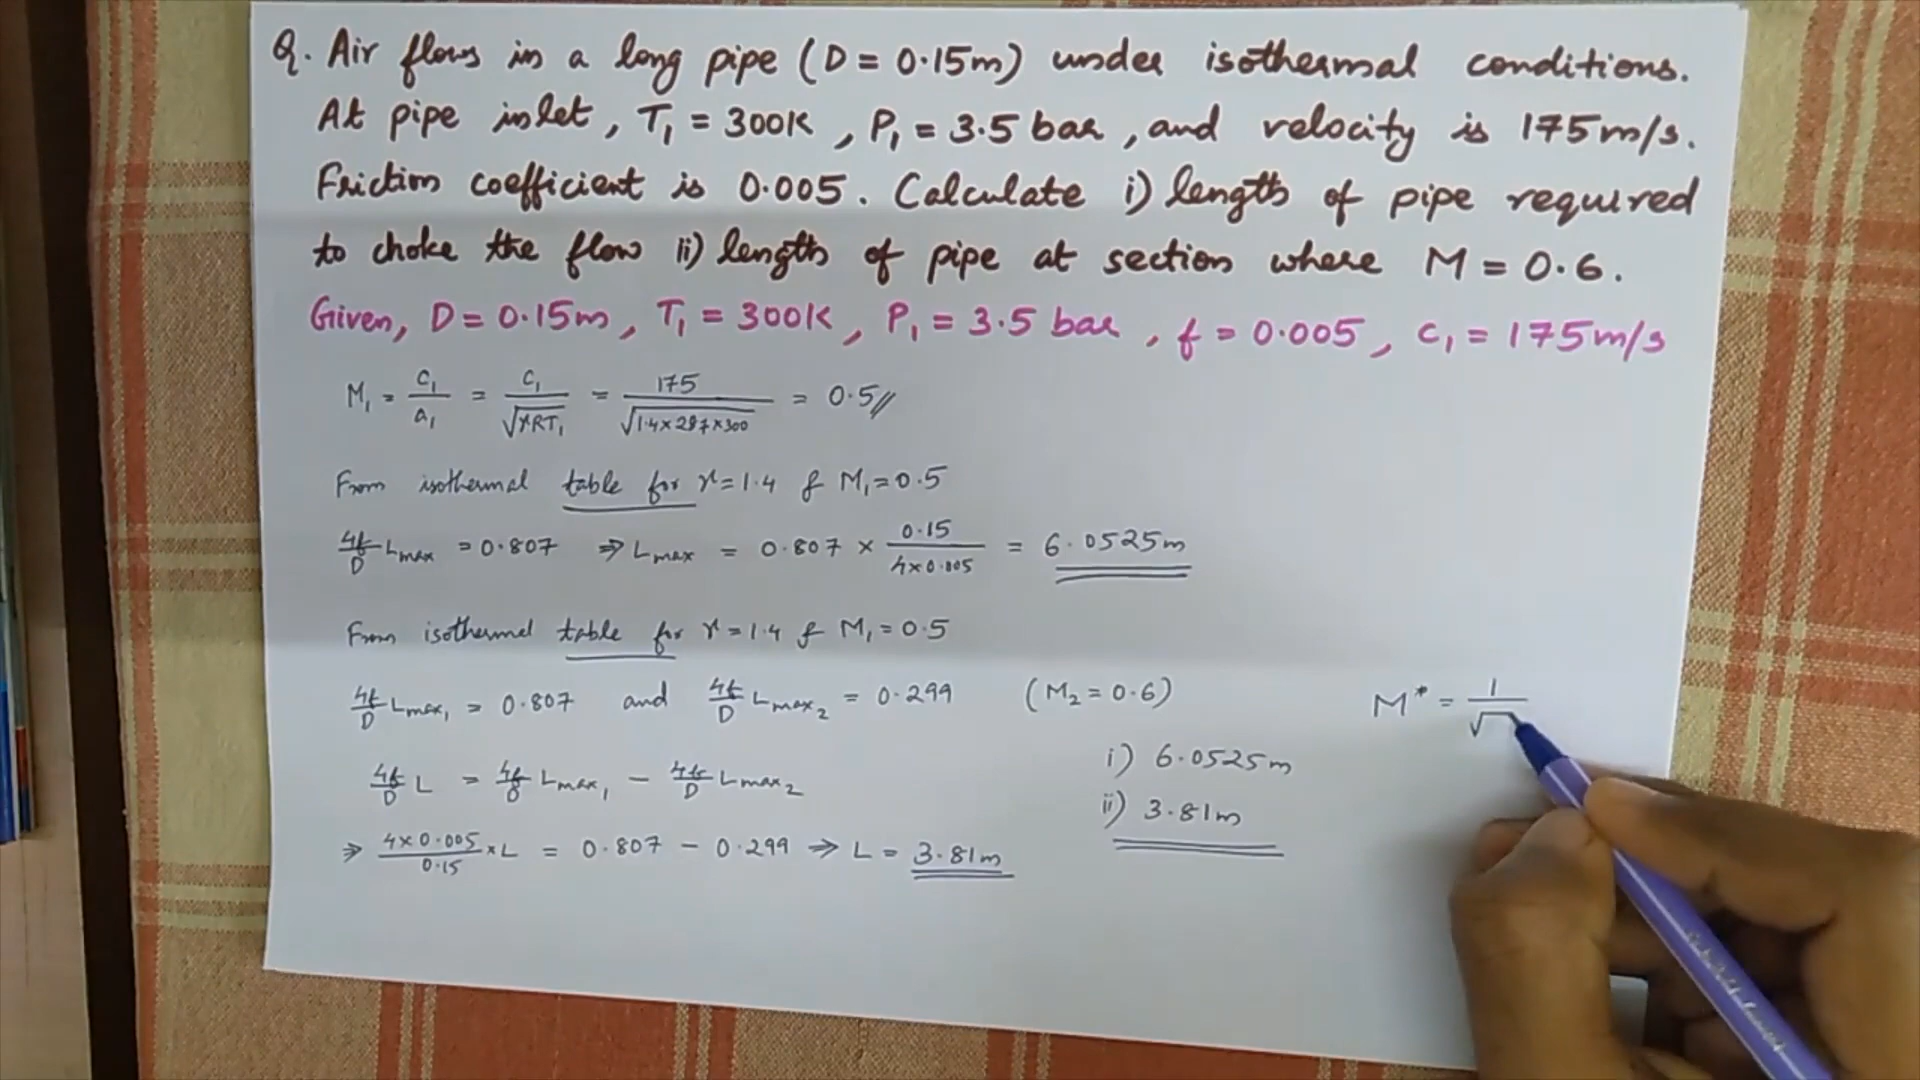 Q. Air flows in a long pipe (D = 0.15m) under isothermal conditions.
At pipe inlet, T₁ = 300K, P₁ = 3.5 bar, and velocity is 175m/s.
Friction coefficient is 0.005. Calculate i) length of pipe required
to choke the flow ii) length of pipe at section where M = 0.6.
Given, D = 0.15m, T₁ = 300K, P₁ = 3.5 bar, f = 0.005, c₁ = 175m/s
M₁ = c₁/a₁ = c₁/√γRT₁ = 175/√1.4×287×300 = 0.5//
From isothermal table for γ = 1.4 & M₁ = 0.5
4f/D Lmax = 0.807 ⇒ Lmax = 0.807 × 0.15/4×0.005 = 6.0525m
From isothermal table for γ = 1.4 & M₁ = 0.5
4f/D Lmax₁ = 0.807 and 4f/D Lmax₂ = 0.299 (M₂ = 0.6)
M* = 1/√
4f/D L = 4f/D Lmax₁ − 4f/D Lmax₂
i) 6.0525m
ii) 3.81m
⇒ 4×0.005/0.15 × L = 0.807 − 0.299 ⇒ L = 3.81m